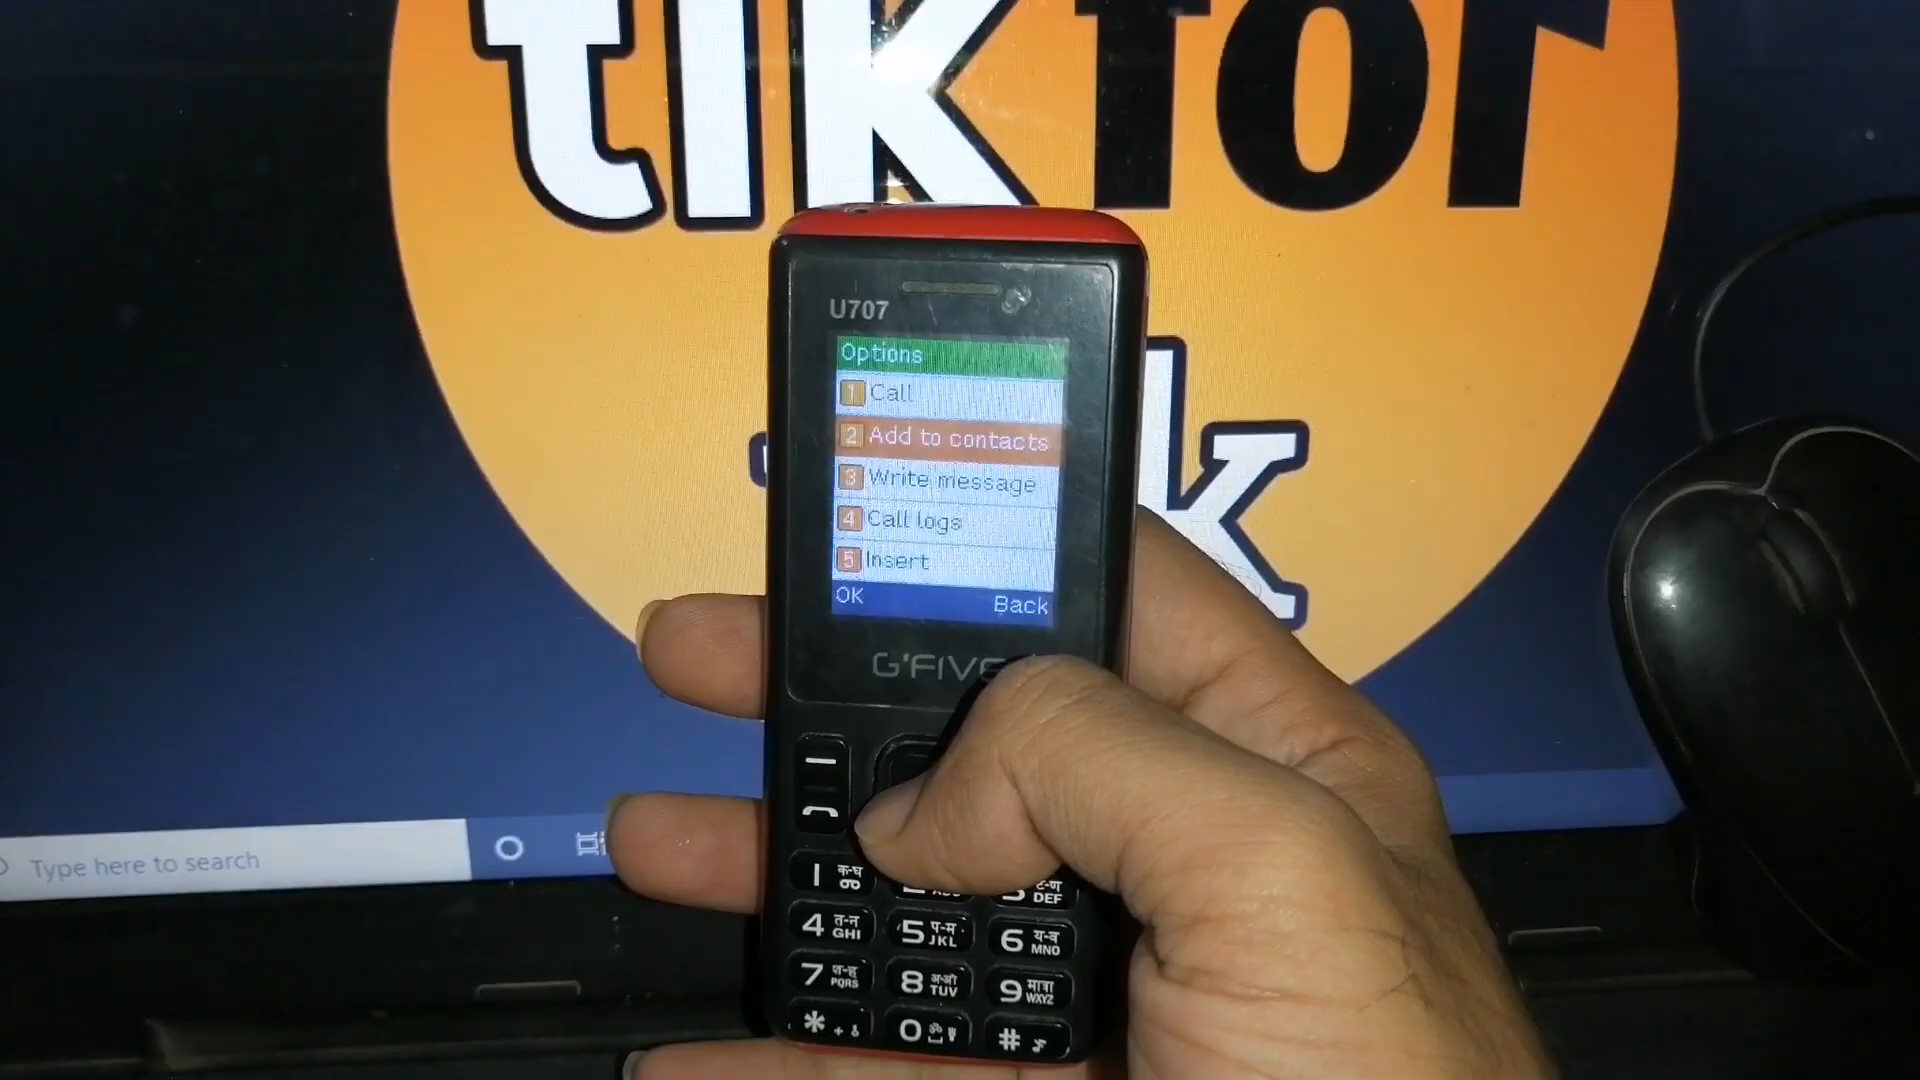 tikfor
k
U707
Options
1 Call
2 Add to contacts
3 Write message
4 Call logs
5 Insert
OK Back
G'FIVE
Type here to search
1 क-घ
DEF
4 त-न GHI 5 प-म JKL 6 य-व MNO
7 श-ह PQRS 8 अ-ओ TUV 9 मात्रा WXYZ
* + 0 #